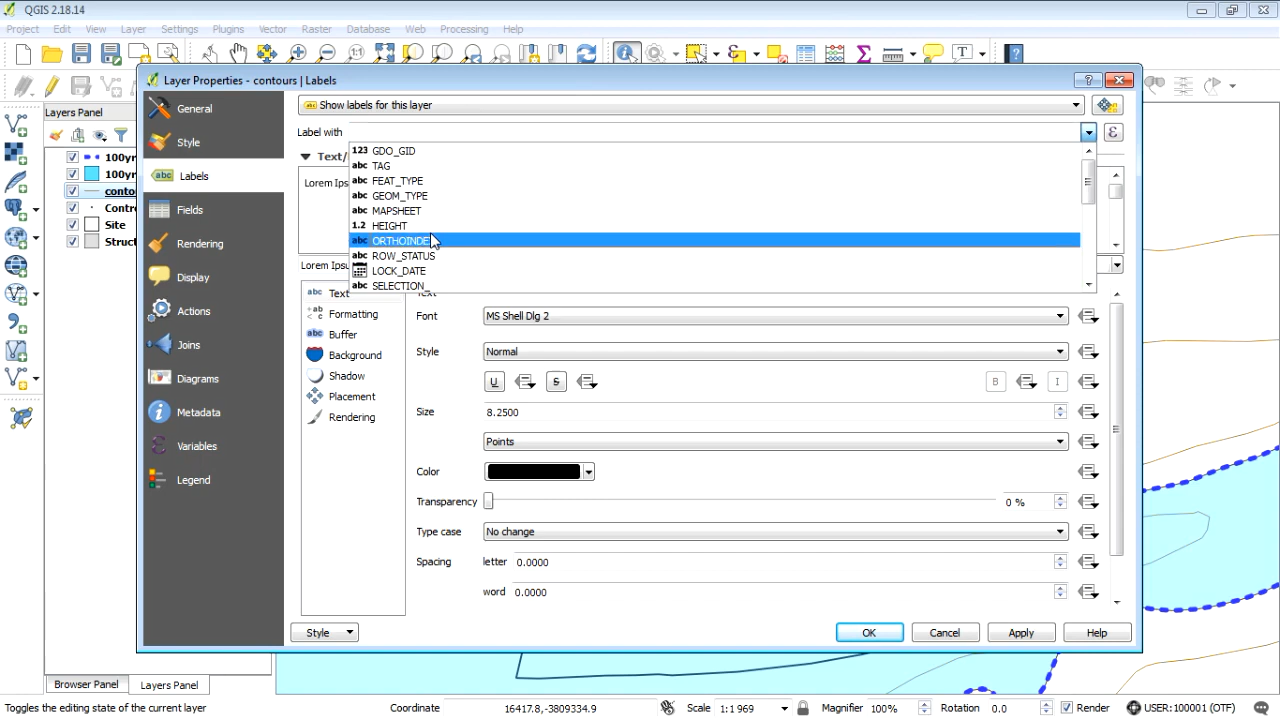 QGIS 2.18.14
Project Edit View Layer Settings Plugins Vector Raster Database Web Processing Help
Layer Properties - contours | Labels
Layers Panel
100yr
100yr
conto
Contro
Site
Struct
General
Style
Labels
Fields
Rendering
Display
Actions
Joins
Diagrams
Metadata
Variables
Legend
Show labels for this layer
Label with
Text/
Lorem Ips
123 GDO_GID
abc TAG
abc FEAT_TYPE
abc GEOM_TYPE
abc MAPSHEET
1.2 HEIGHT
abc ORTHOINDE
abc ROW_STATUS
LOCK_DATE
abc SELECTION_
Lorem Ipsu
abc Text
Formatting
abc Buffer
Background
Shadow
Placement
Rendering
Text
Font MS Shell Dlg 2
Style Normal
U S B I
Size 8.2500
Points
Color
Transparency 0 %
Type case No change
Spacing letter 0.0000
word 0.0000
Style OK Cancel Apply Help
Browser Panel Layers Panel
Toggles the editing state of the current layer Coordinate 16417.8,-3809334.9 Scale 1:1 969 Magnifier 100% Rotation 0.0 Render USER:100001 (OTF)